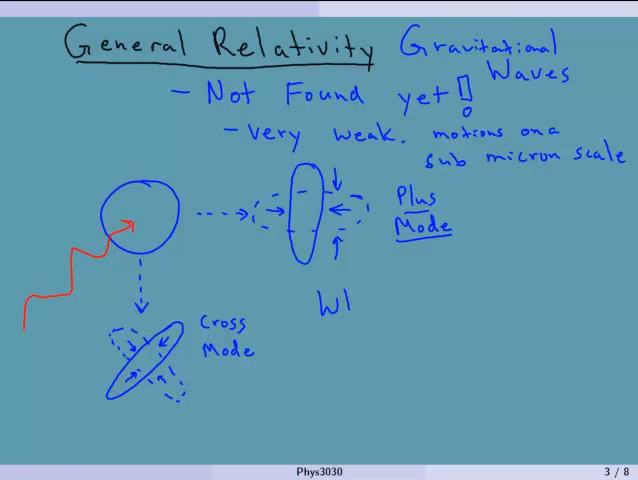 General Relativity Gravitational
Waves
- Not Found yet!
- Very weak. motions on a
sub micron scale
Plus
Mode
Cross
Mode
WI
Phys3030
3 / 8